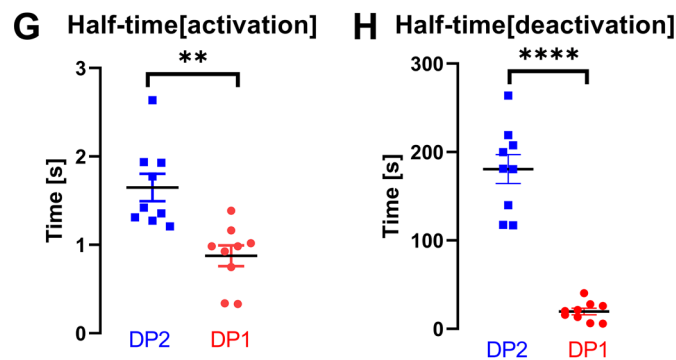 G Half-time[activation]
**
3
2
1
0
Time [s]
DP2 DP1
H Half-time[deactivation]
****
300
200
100
0
Time [s]
DP2 DP1